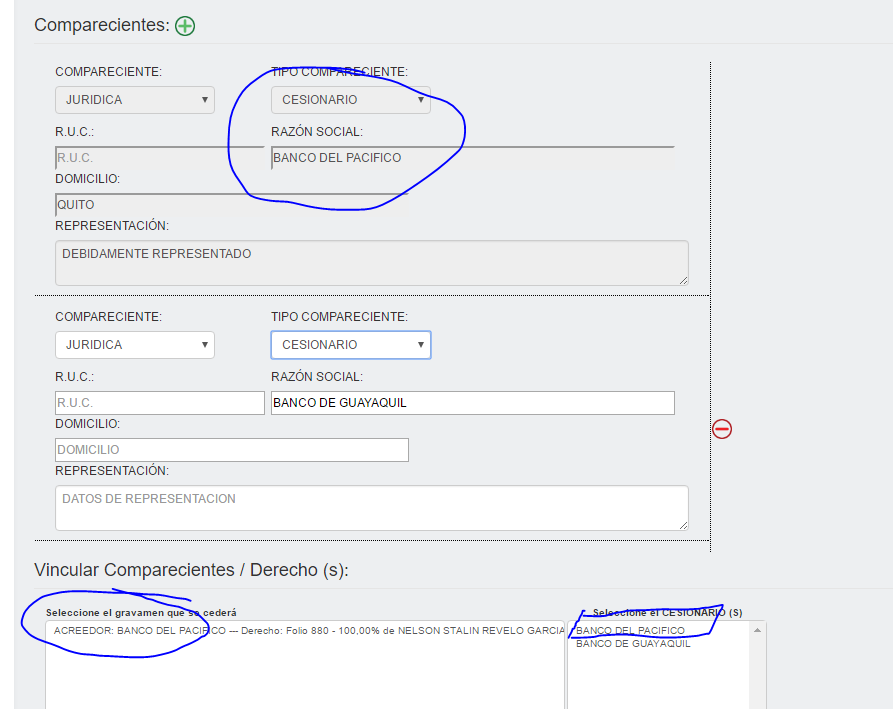 Comparecientes:
COMPARECIENTE: TIPO COMPARECIENTE:
JURIDICA CESIONARIO
R.U.C.: RAZÓN SOCIAL:
R.U.C. BANCO DEL PACIFICO
DOMICILIO:
QUITO
REPRESENTACIÓN:
DEBIDAMENTE REPRESENTADO
COMPARECIENTE: TIPO COMPARECIENTE:
JURIDICA CESIONARIO
R.U.C.: RAZÓN SOCIAL:
R.U.C. BANCO DE GUAYAQUIL
DOMICILIO:
DOMICILIO
REPRESENTACIÓN:
DATOS DE REPRESENTACION
Vincular Comparecientes / Derecho (s):
Seleccione el gravamen que se cederá Seleccione el CESIONARIO (S)
ACREEDOR: BANCO DEL PACIFICO --- Derecho: Folio 880 - 100,00% de NELSON STALIN REVELO GARCIA BANCO DEL PACIFICO
BANCO DE GUAYAQUIL